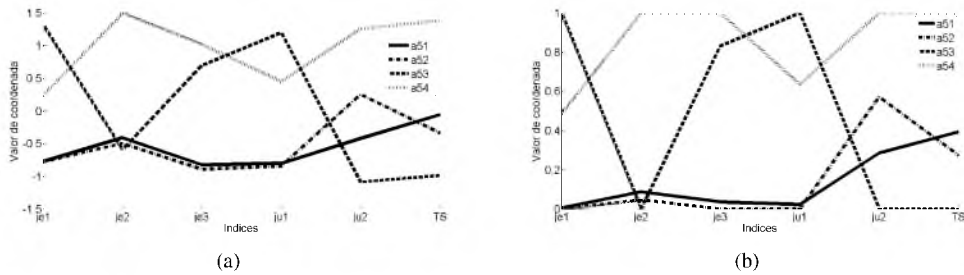 1.5
1
0.5
0
-0.5
-1
-1.5
Valor de coordenada
je1 je2 je3 ju1 ju2 TS
Indices
a51
a52
a53
a54
(a)
1
0.8
0.6
0.4
0.2
0
Valor de coordenada
je1 je2 je3 ju1 ju2 TS
Indices
a51
a52
a53
a54
(b)